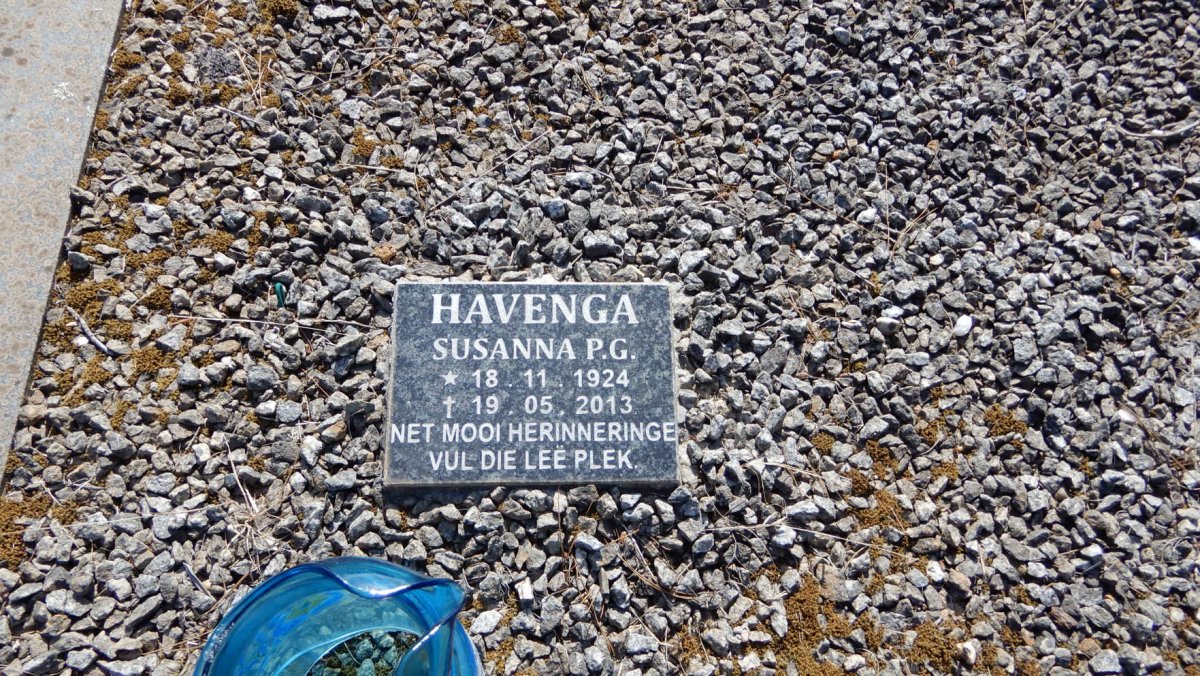 HAVENGA
SUSANNA P.G.
★ 18 . 11 . 1924
† 19 . 05 . 2013
NET MOOI HERINNERINGE
VUL DIE LEË PLEK.